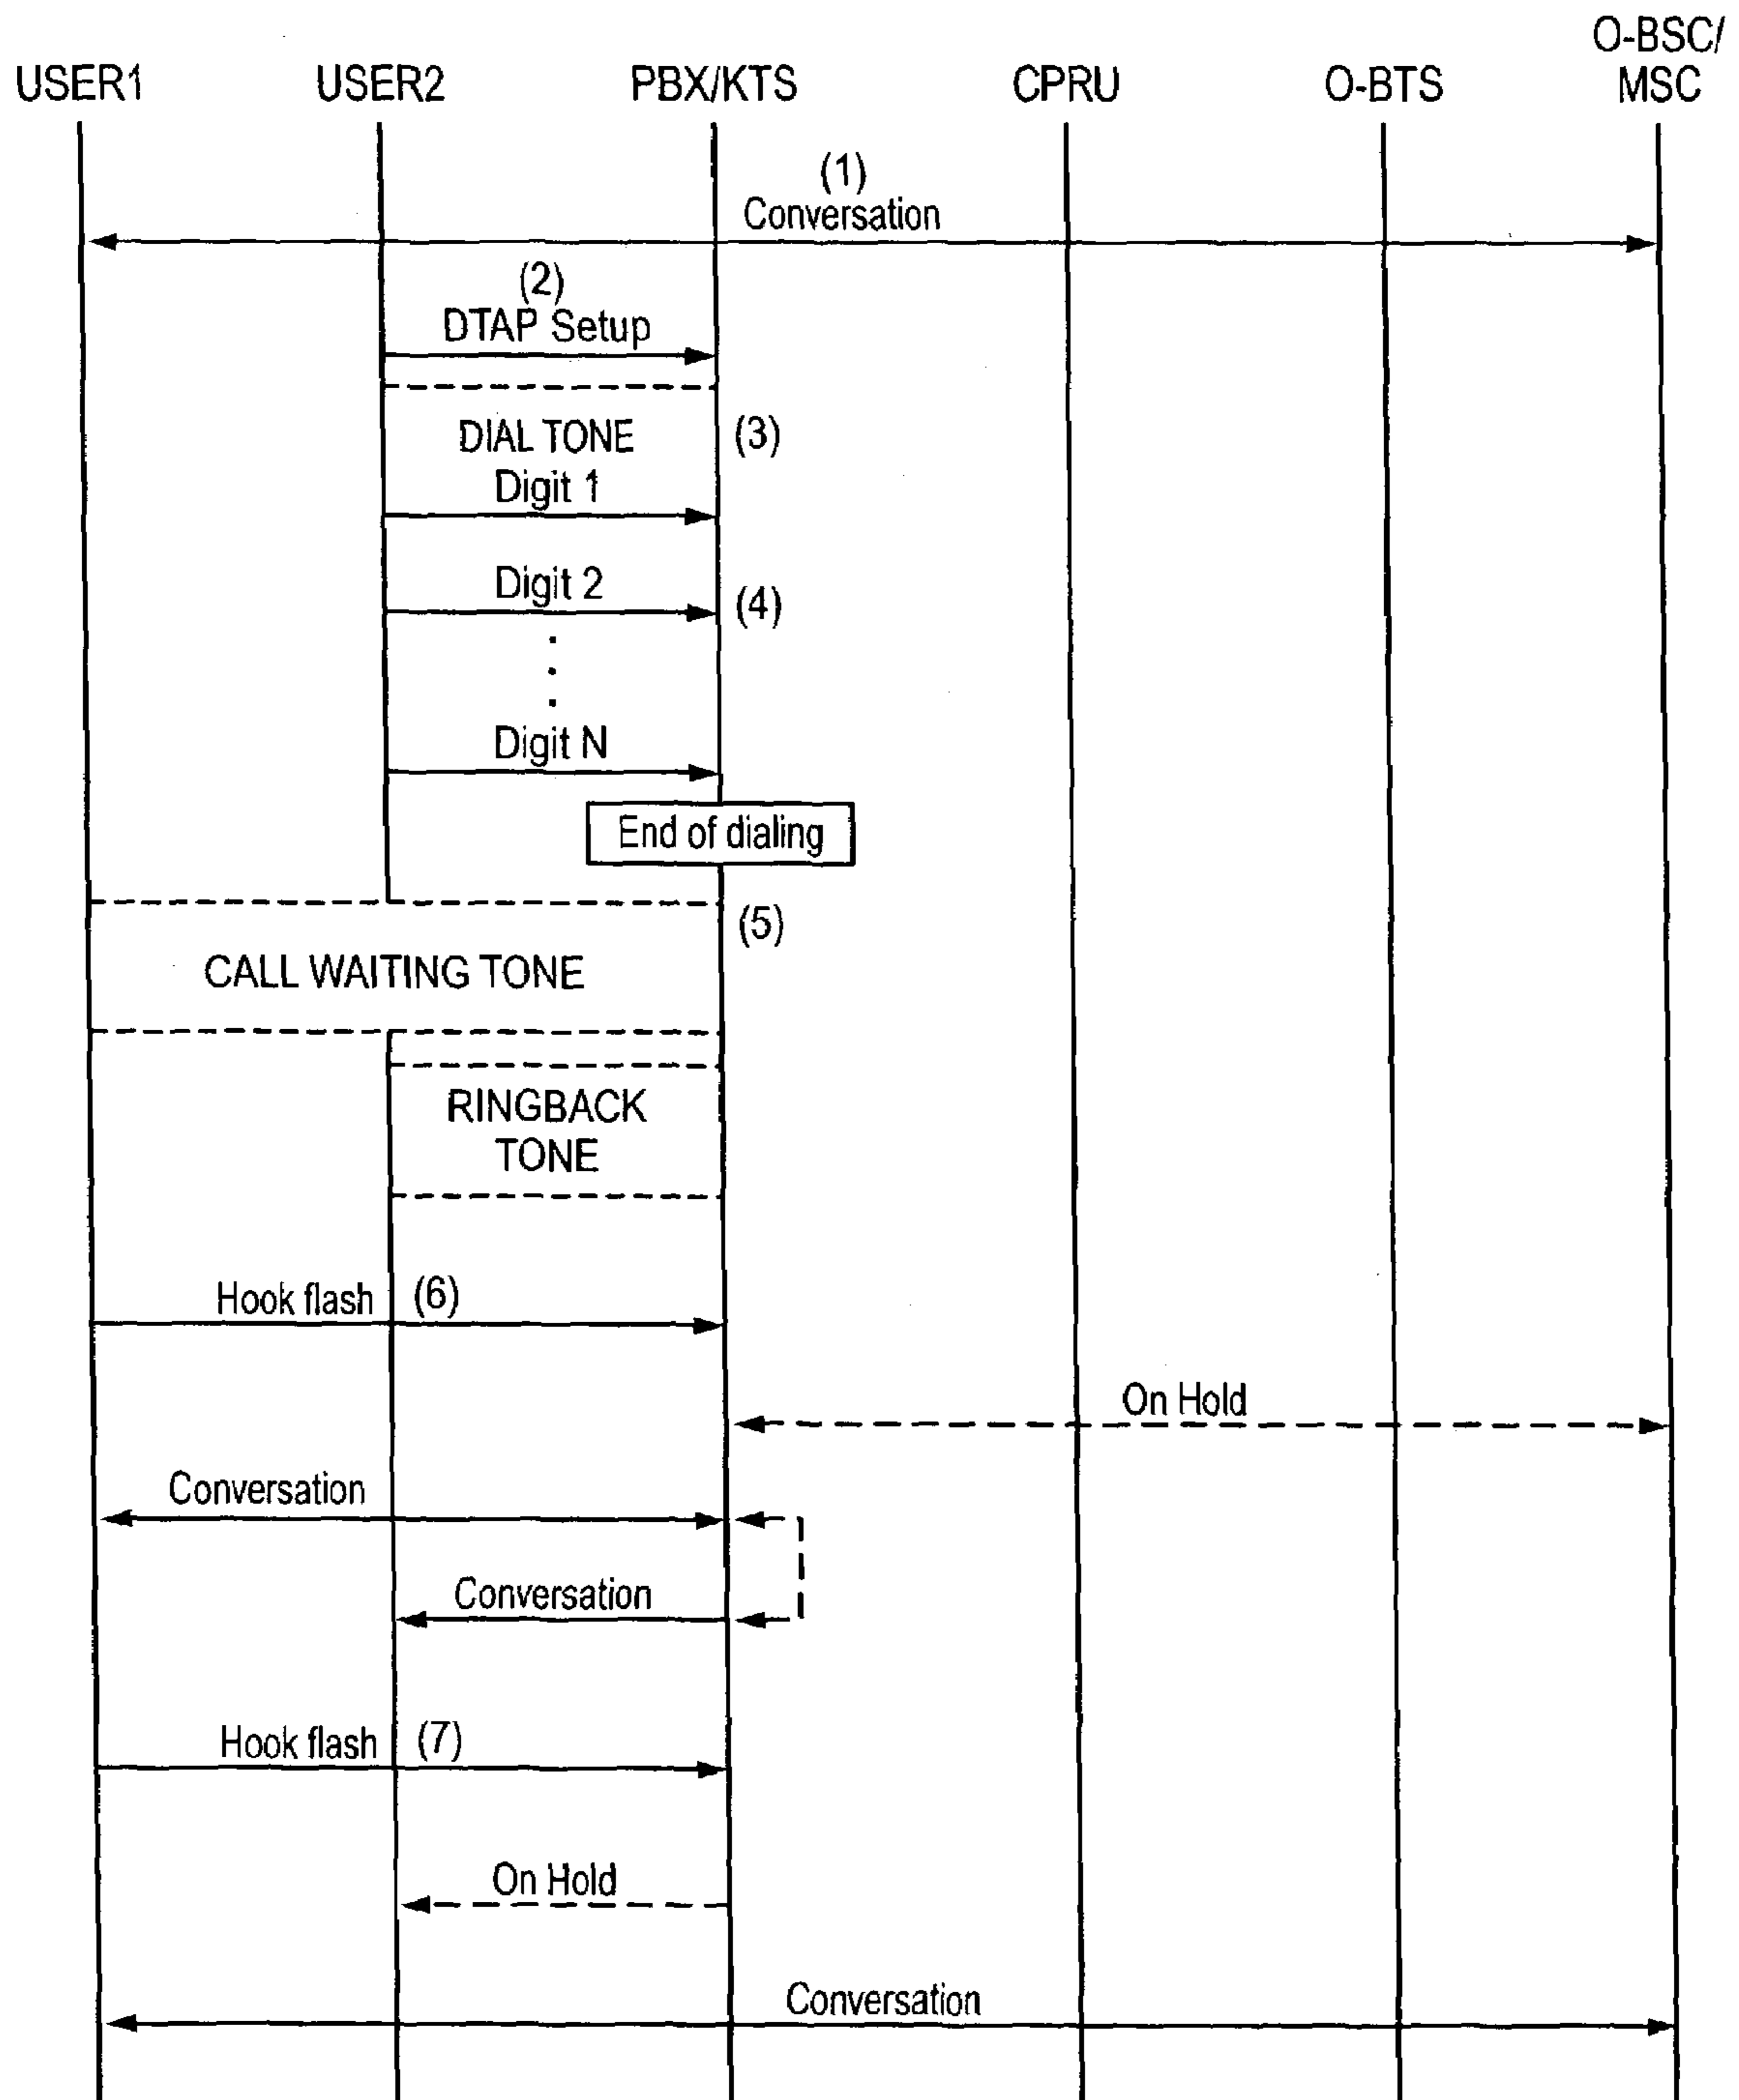 O-BSC/
USER1 USER2 PBX/KTS CPRU O-BTS MSC
(1)
Conversation
(2)
DTAP Setup
DIAL TONE (3)
Digit 1
Digit 2 (4)
.
.
.
Digit N
End of dialing
(5)
CALL WAITING TONE
RINGBACK
TONE
Hook flash (6)
On Hold
Conversation
Conversation
Hook flash (7)
On Hold
Conversation